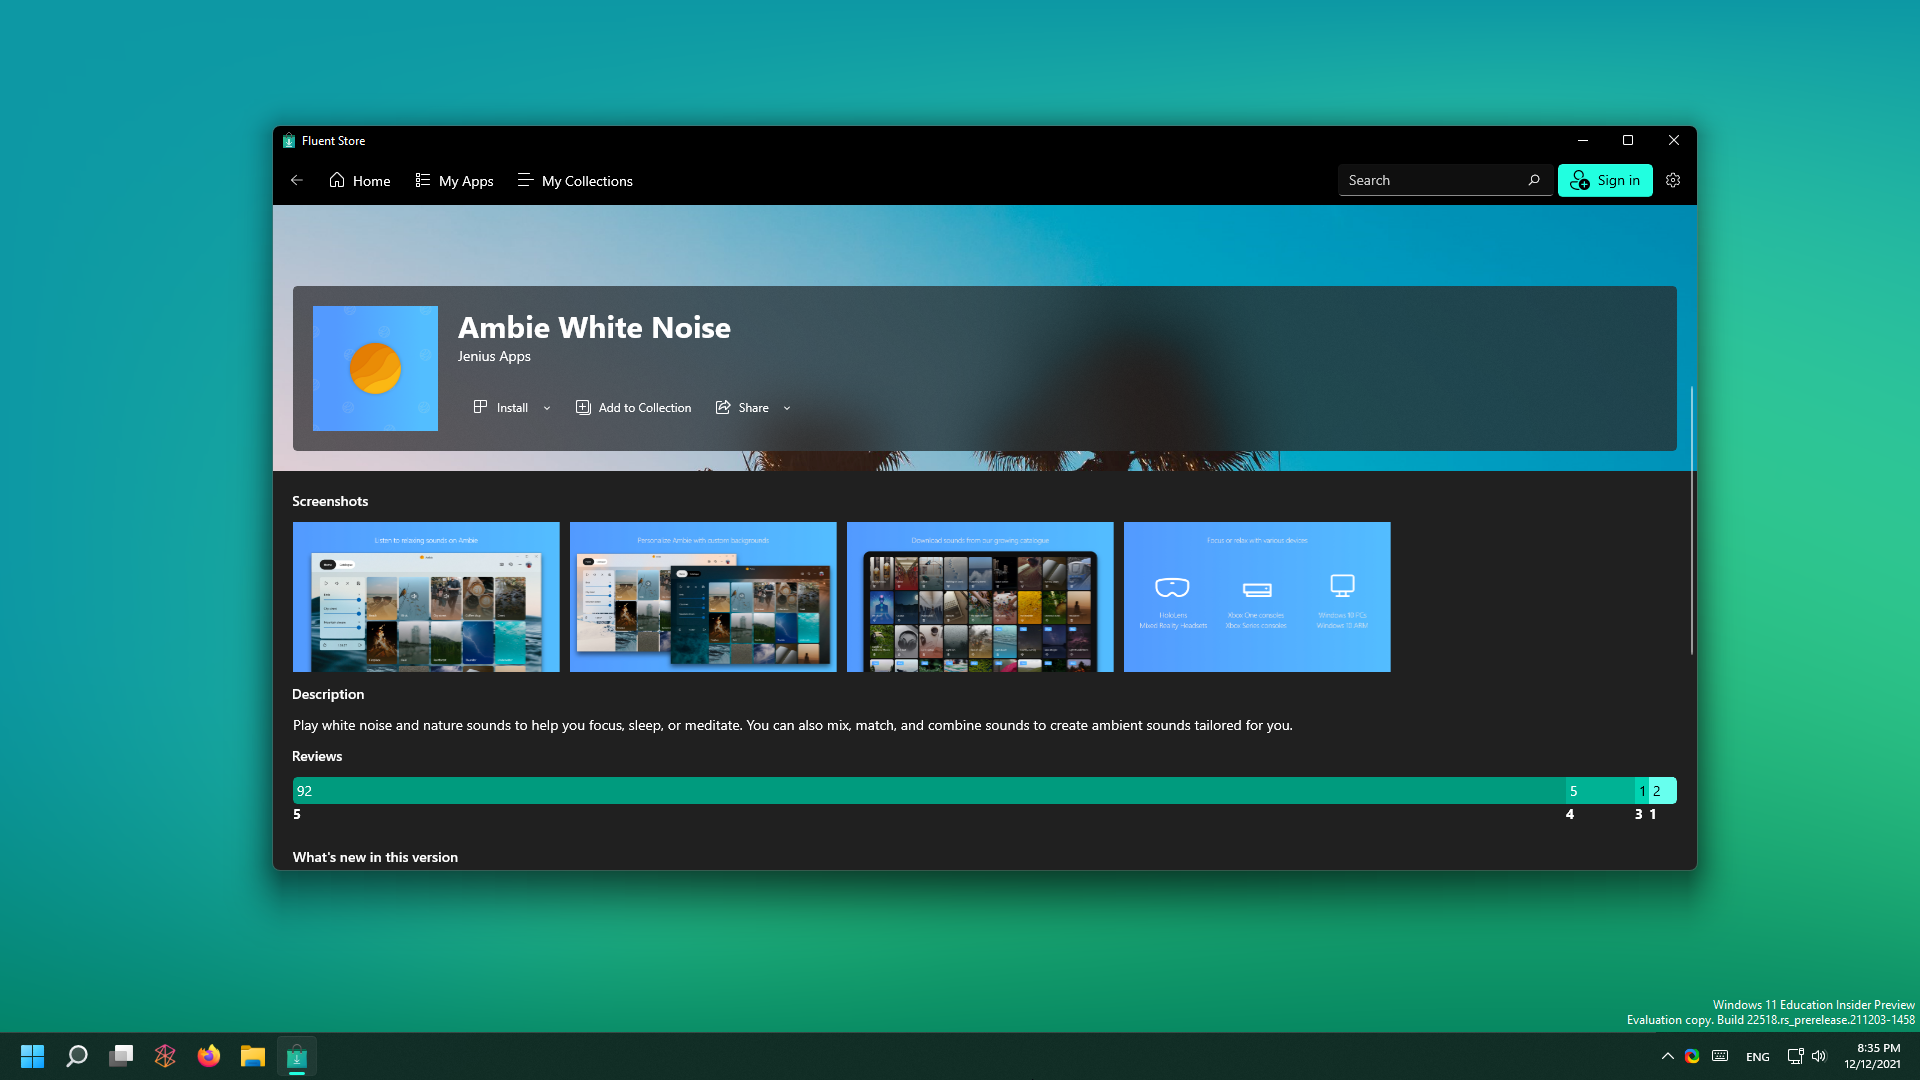 Fluent Store
Home
My Apps
My Collections
Search
Sign in
Ambie White Noise
Jenius Apps
Install
Add to Collection
Share
Screenshots
Listen to relaxing sounds on Ambie
Personalize Ambie with custom backgrounds
Download sounds from our growing catalogue
Focus or relax with various devices
HoloLens
Mixed Reality Headsets
Xbox One consoles
Xbox Series consoles
Windows 10 PCs
Description
Play white noise and nature sounds to help you focus, sleep, or meditate. You can also mix, match, and combine sounds to create ambient sounds tailored for you.
Reviews
92 5 1 2
5 4 3 1
What's new in this version
Windows 11 Education Insider Preview
Evaluation copy. Build 22518.rs_prerelease.211203-1458
ENG
8:35 PM
12/12/2021